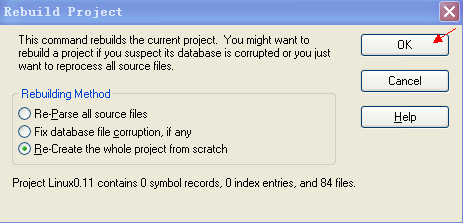 Rebuild Project
This command rebuilds the current project.  You might want to
rebuild a project if you suspect its database is corrupted or you just
want to reprocess all source files.
OK
Cancel
Help
Rebuilding Method
Re-Parse all source files
Fix database file corruption, if any
Re-Create the whole project from scratch
Project Linux0.11 contains 0 symbol records, 0 index entries, and 84 files.